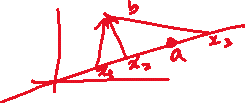 b
x₁ x₂ a x₃